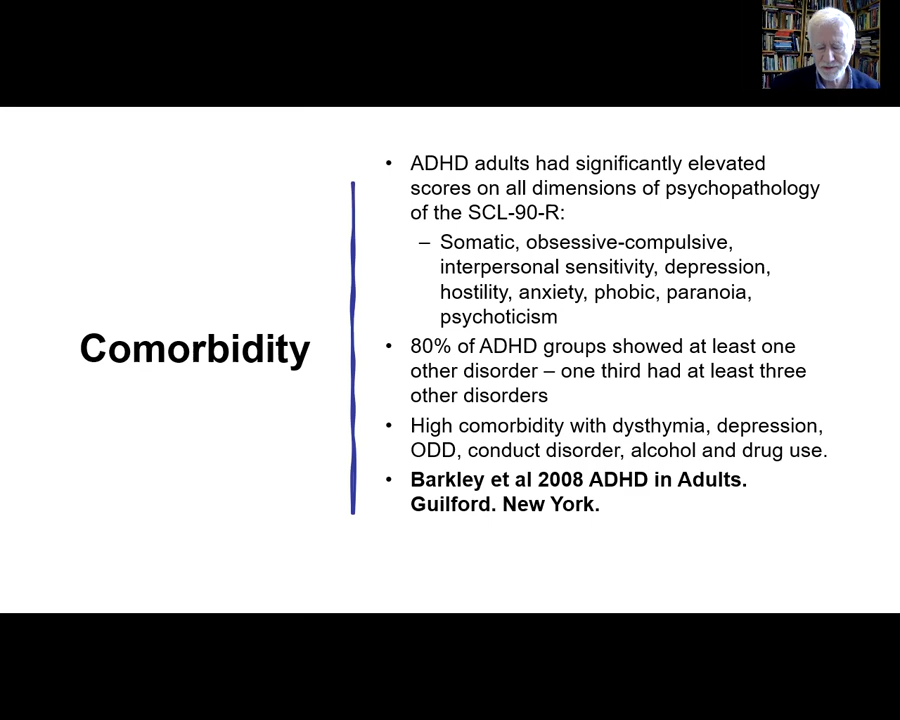 Comorbidity
• ADHD adults had significantly elevated
scores on all dimensions of psychopathology
of the SCL-90-R:
– Somatic, obsessive-compulsive,
interpersonal sensitivity, depression,
hostility, anxiety, phobic, paranoia,
psychoticism
• 80% of ADHD groups showed at least one
other disorder – one third had at least three
other disorders
• High comorbidity with dysthymia, depression,
ODD, conduct disorder, alcohol and drug use.
• Barkley et al 2008 ADHD in Adults.
Guilford. New York.